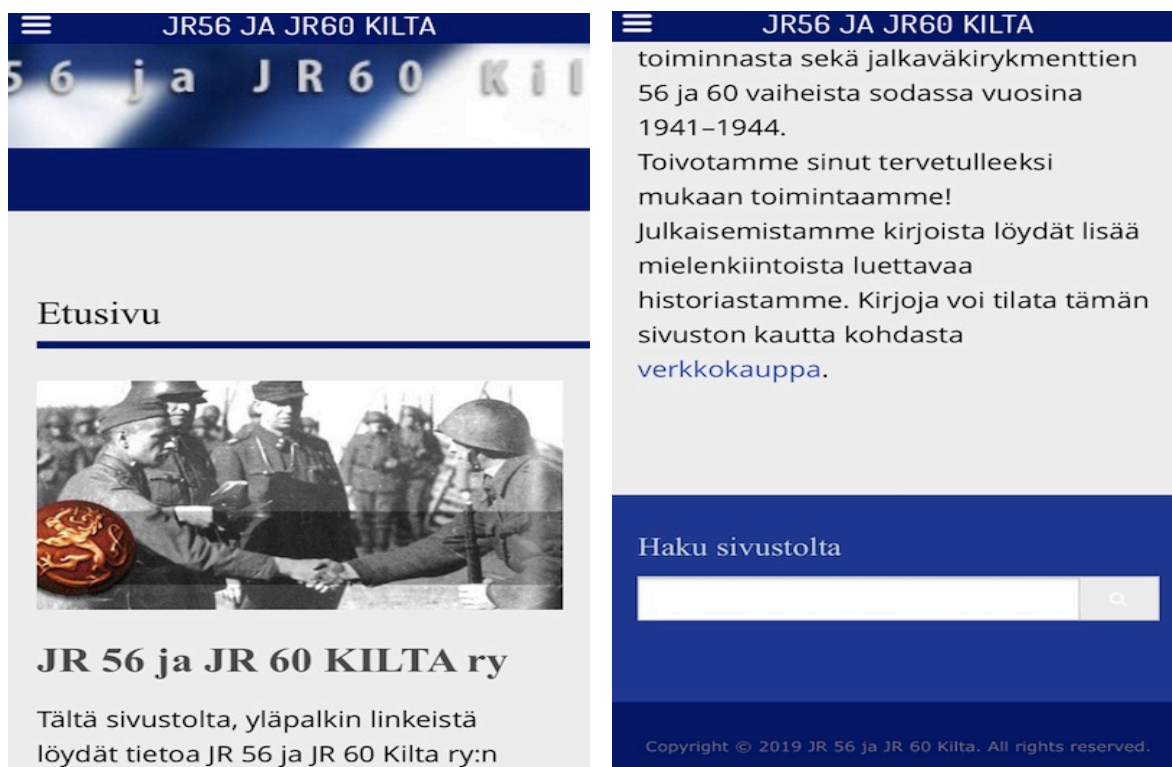 JR56 JA JR60 KILTA
56 ja JR60 Kil
Etusivu
JR 56 ja JR 60 KILTA ry
Tältä sivustolta, yläpalkin linkeistä
löydät tietoa JR 56 ja JR 60 Kilta ry:n
JR56 JA JR60 KILTA
toiminnasta sekä jalkaväkirykmenttien
56 ja 60 vaiheista sodassa vuosina
1941–1944.
Toivotamme sinut tervetulleeksi
mukaan toimintaamme!
Julkaisemistamme kirjoista löydät lisää
mielenkiintoista luettavaa
historiastamme. Kirjoja voi tilata tämän
sivuston kautta kohdasta
verkkokauppa.
Haku sivustolta
Copyright © 2019 JR 56 ja JR 60 Kilta. All rights reserved.